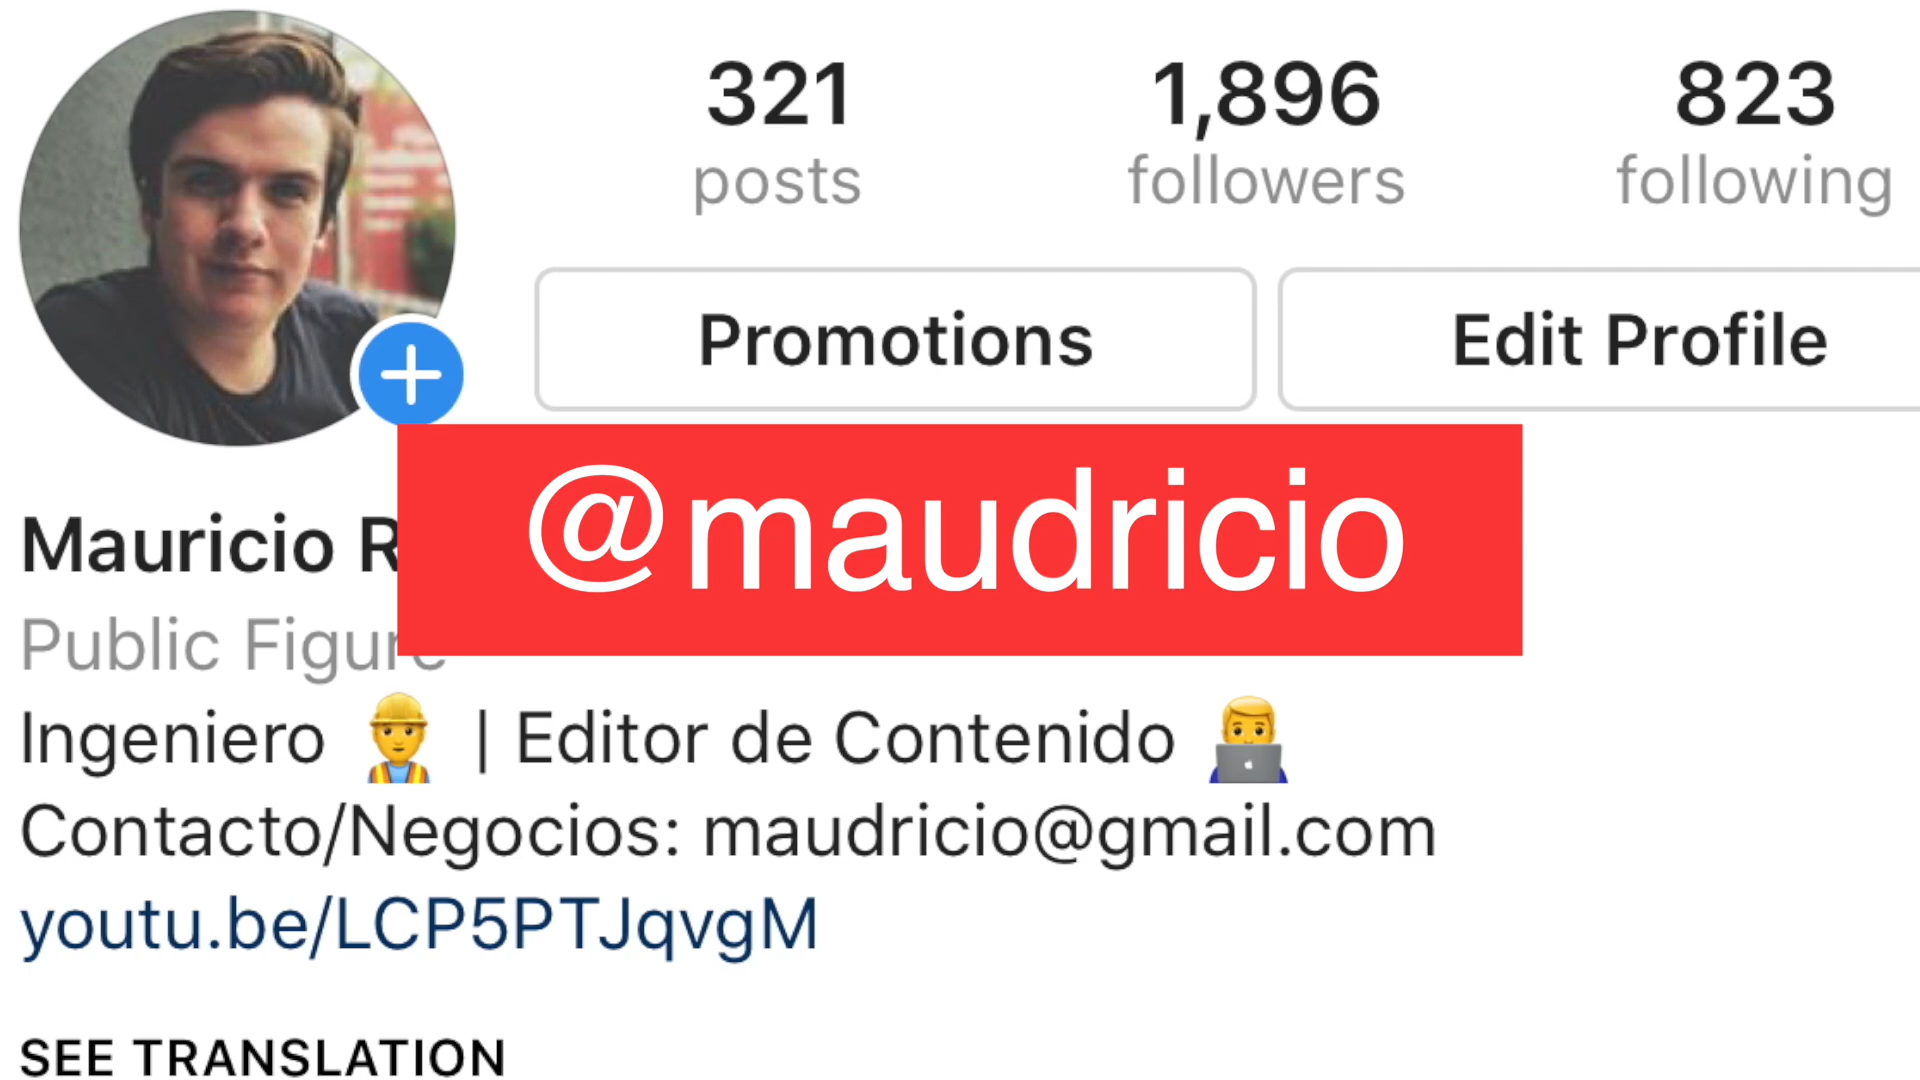 321 1,896 823
posts followers following
Promotions Edit Profile
@maudricio
Mauricio R
Public Figure
Ingeniero | Editor de Contenido
Contacto/Negocios: maudricio@gmail.com
youtu.be/LCP5PTJqvgM
SEE TRANSLATION